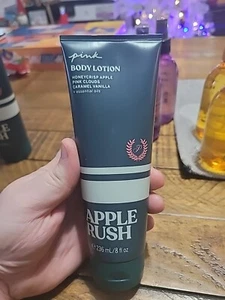 pink
BODY LOTION
HONEYCRISP APPLE
PINK CLOUDS
CARAMEL VANILLA
+ essential oils
APPLE
RUSH
236 mL/8 fl oz